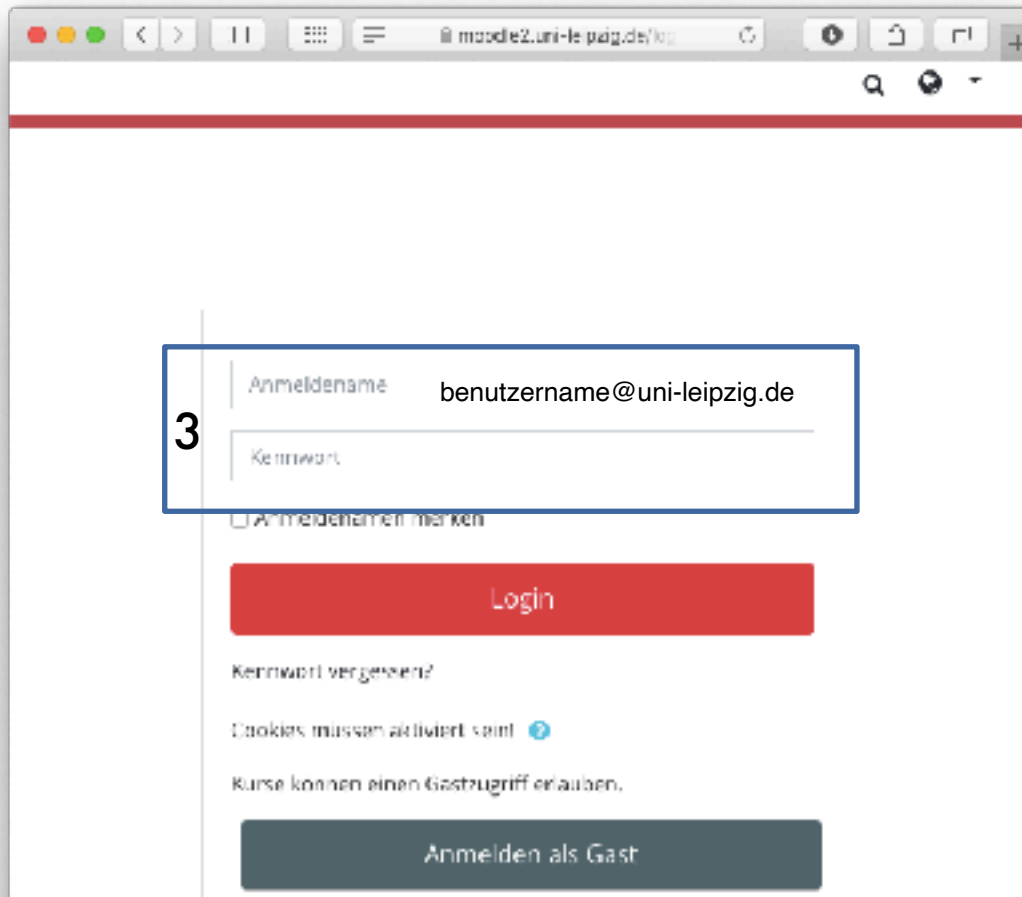 moodle2.uni-leipzig.de/log
Anmeldename benutzername@uni-leipzig.de
3
Kennwort
Anmeldenamen merken
Login
Kennwort vergessen?
Cookies müssen aktiviert sein!
Kurse können einen Gastzugriff erlauben.
Anmelden als Gast